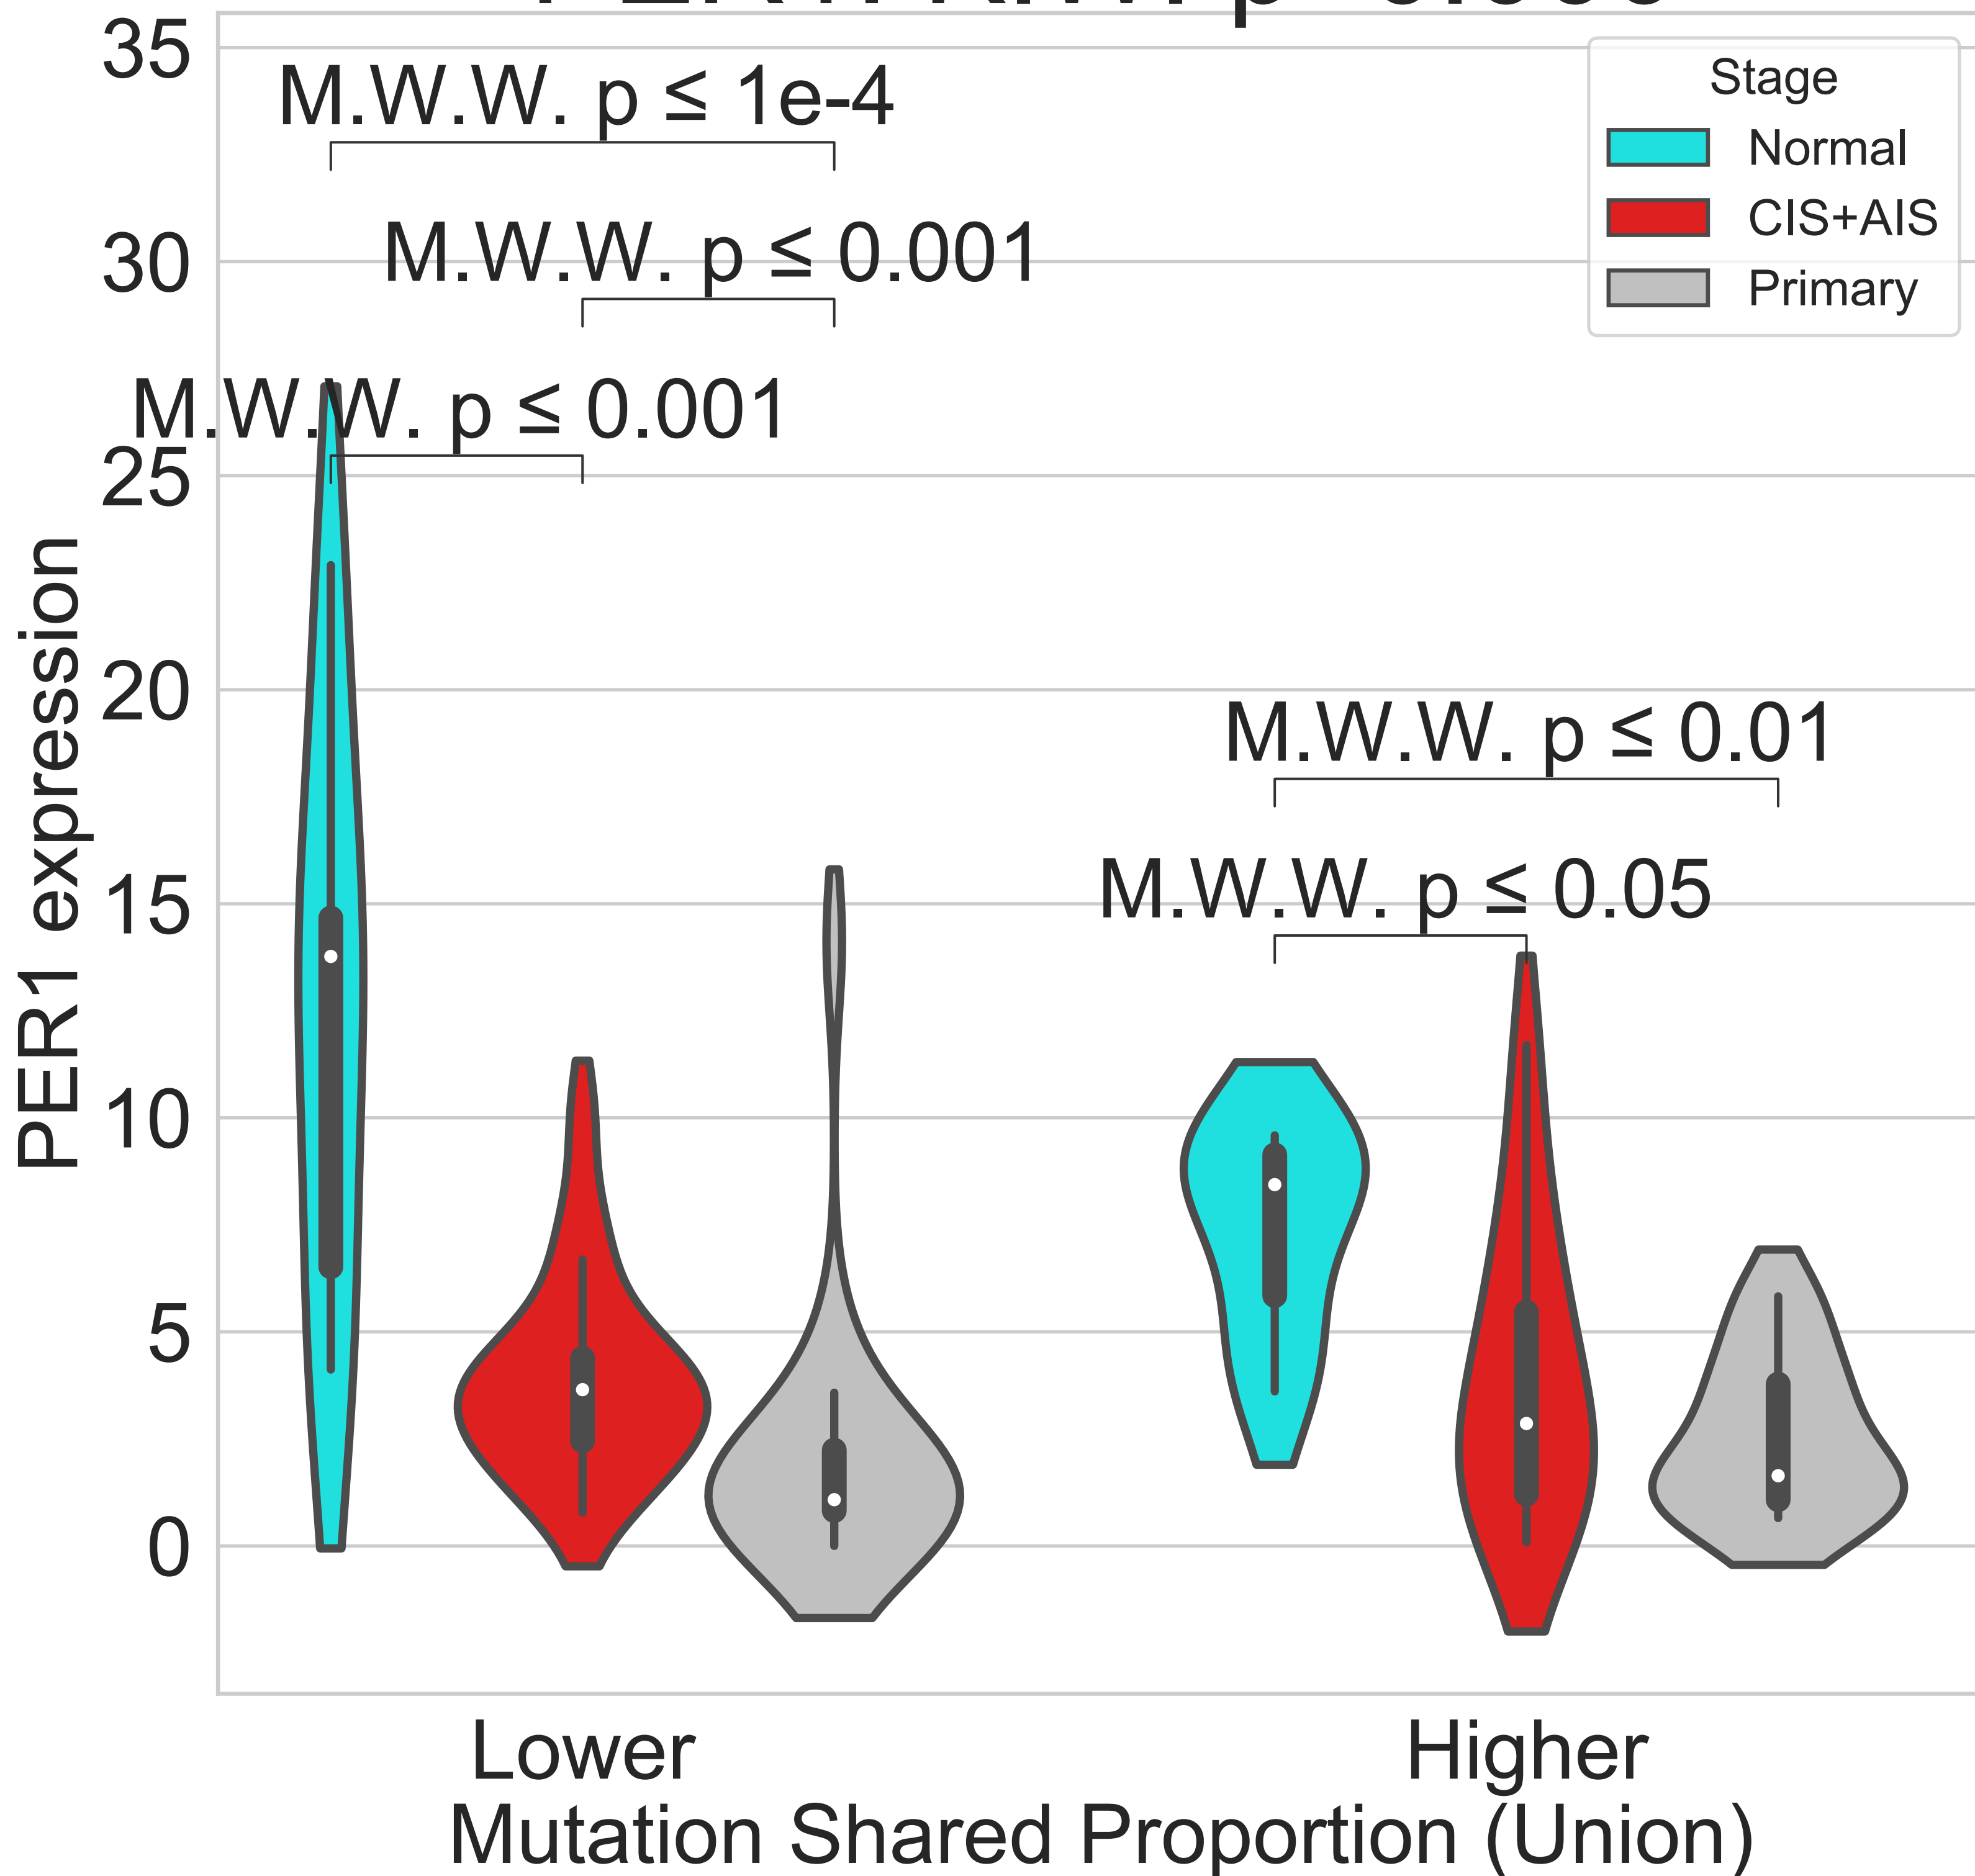 35
30
25
20
15
10
5
0
PER1 expression
M.W.W. p ≤ 1e-4
M.W.W. p ≤ 0.001
M.W.W. p ≤ 0.001
M.W.W. p ≤ 0.01
M.W.W. p ≤ 0.05
Stage
Normal
CIS+AIS
Primary
Lower
Higher
Mutation Shared Proportion (Union)